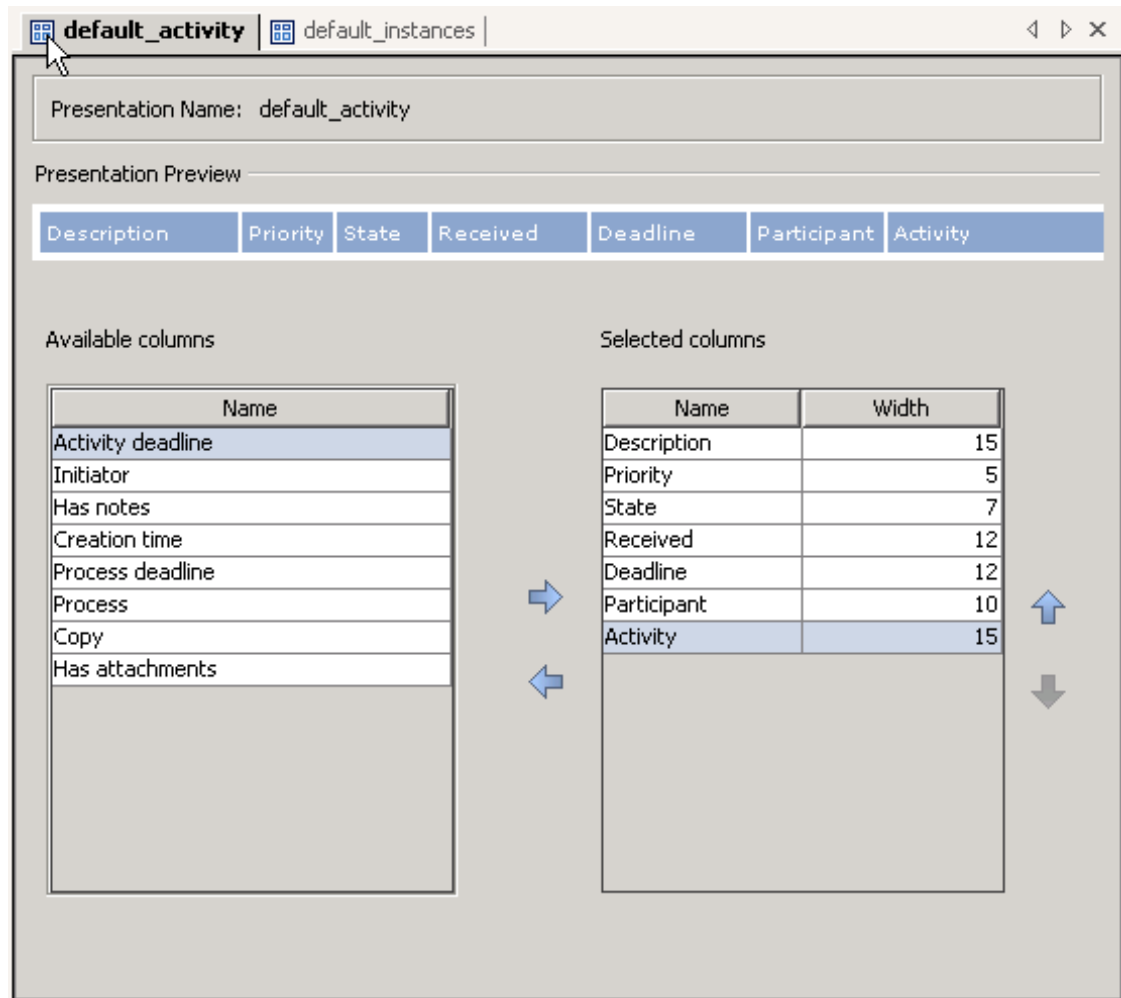 default_activity default_instances
Presentation Name: default_activity
Presentation Preview
Description Priority State Received Deadline Participant Activity
Available columns Selected columns
Name Name Width
Activity deadline Description 15
Initiator Priority 5
Has notes State 7
Creation time Received 12
Process deadline Deadline 12
Process Participant 10
Copy Activity 15
Has attachments